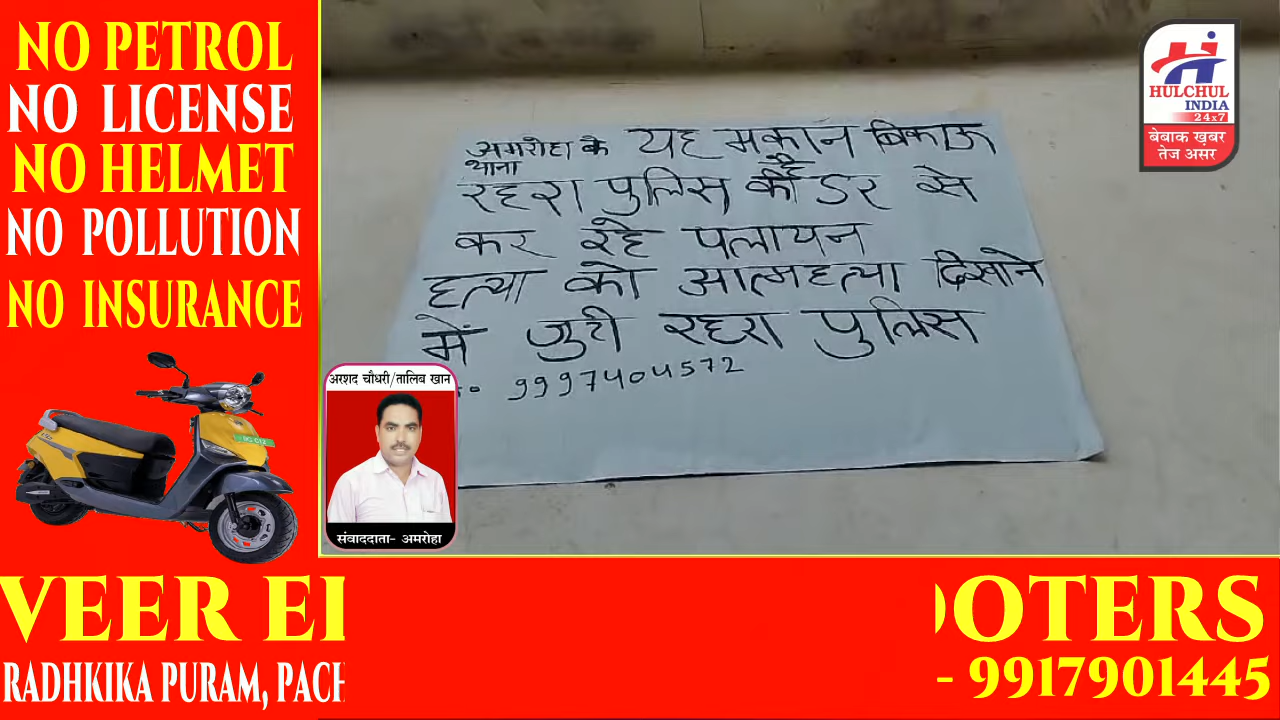 NO PETROL
NO LICENSE
NO HELMET
NO POLLUTION
NO INSURANCE
HULCHUL
INDIA
24x7
बेबाक खबर
तेज असर
अमरोहा के यह मकान बिकाऊ
थाना है
रहरा पुलिस की डर से
कर रहे पलायन
हत्या को आत्महत्या दिखाने
में जुटी रहरा पुलिस
9997404572
अरशद चौधरी/तालिब खान
संवाददाता- अमरोहा
VEER
OTERS
RADHKIKA PURAM, PACH
- 9917901445